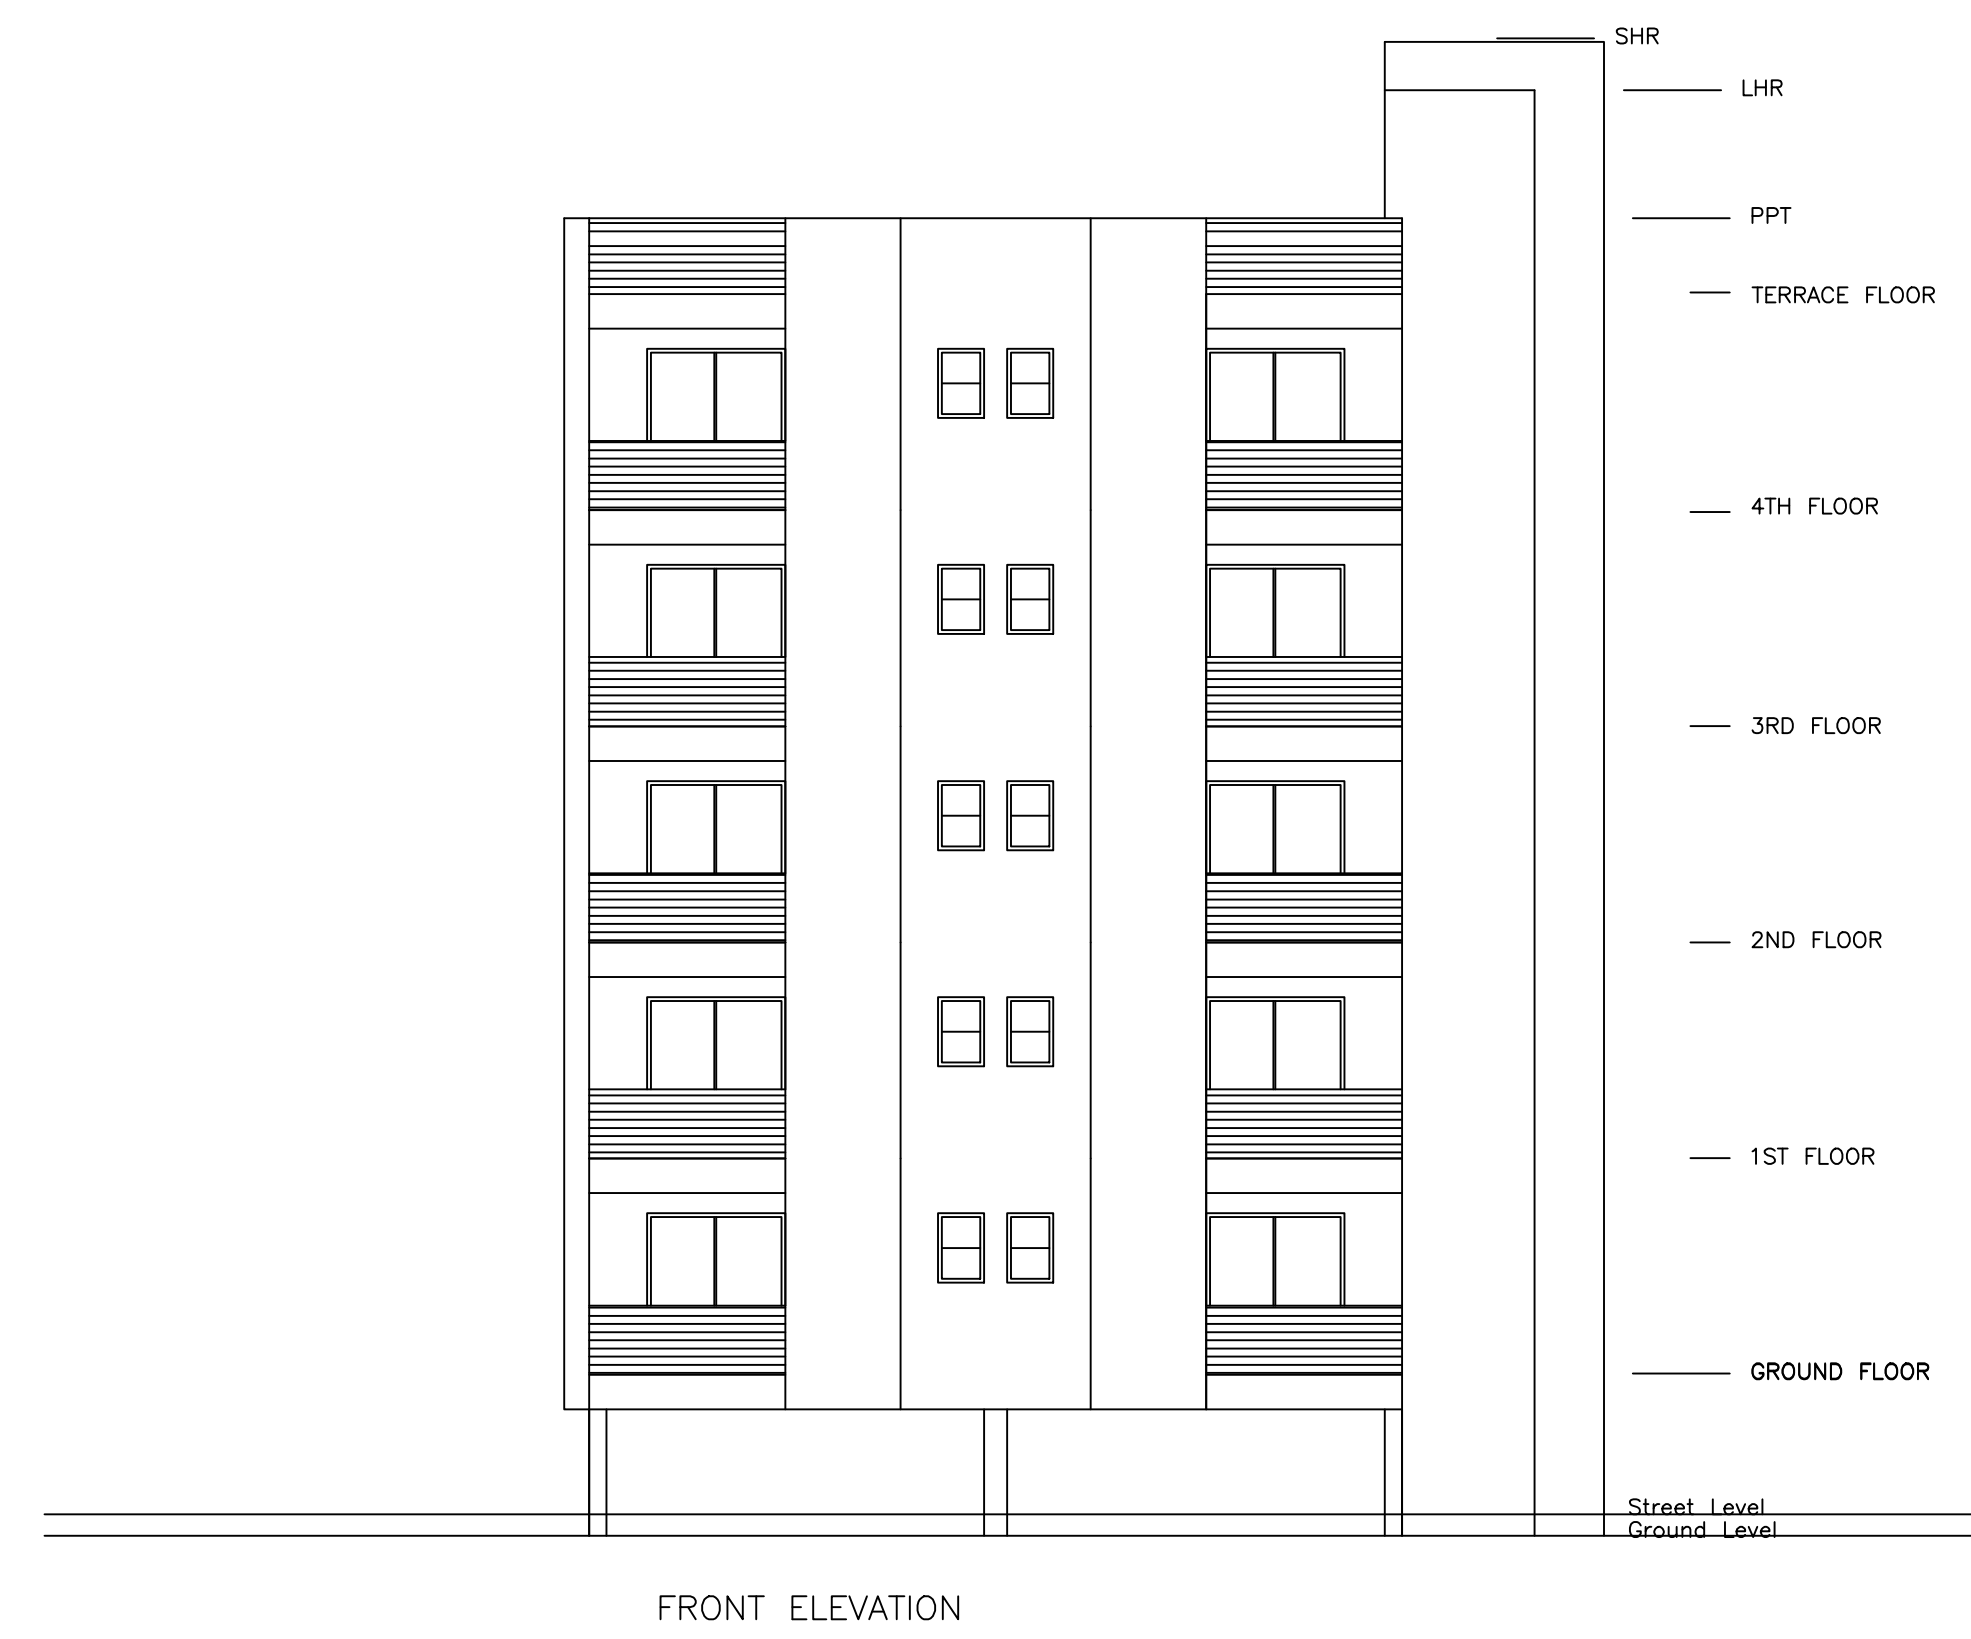 SHR
LHR
PPT
TERRACE FLOOR
4TH FLOOR
3RD FLOOR
2ND FLOOR
1ST FLOOR
GROUND FLOOR
Street Level
Ground Level
FRONT ELEVATION